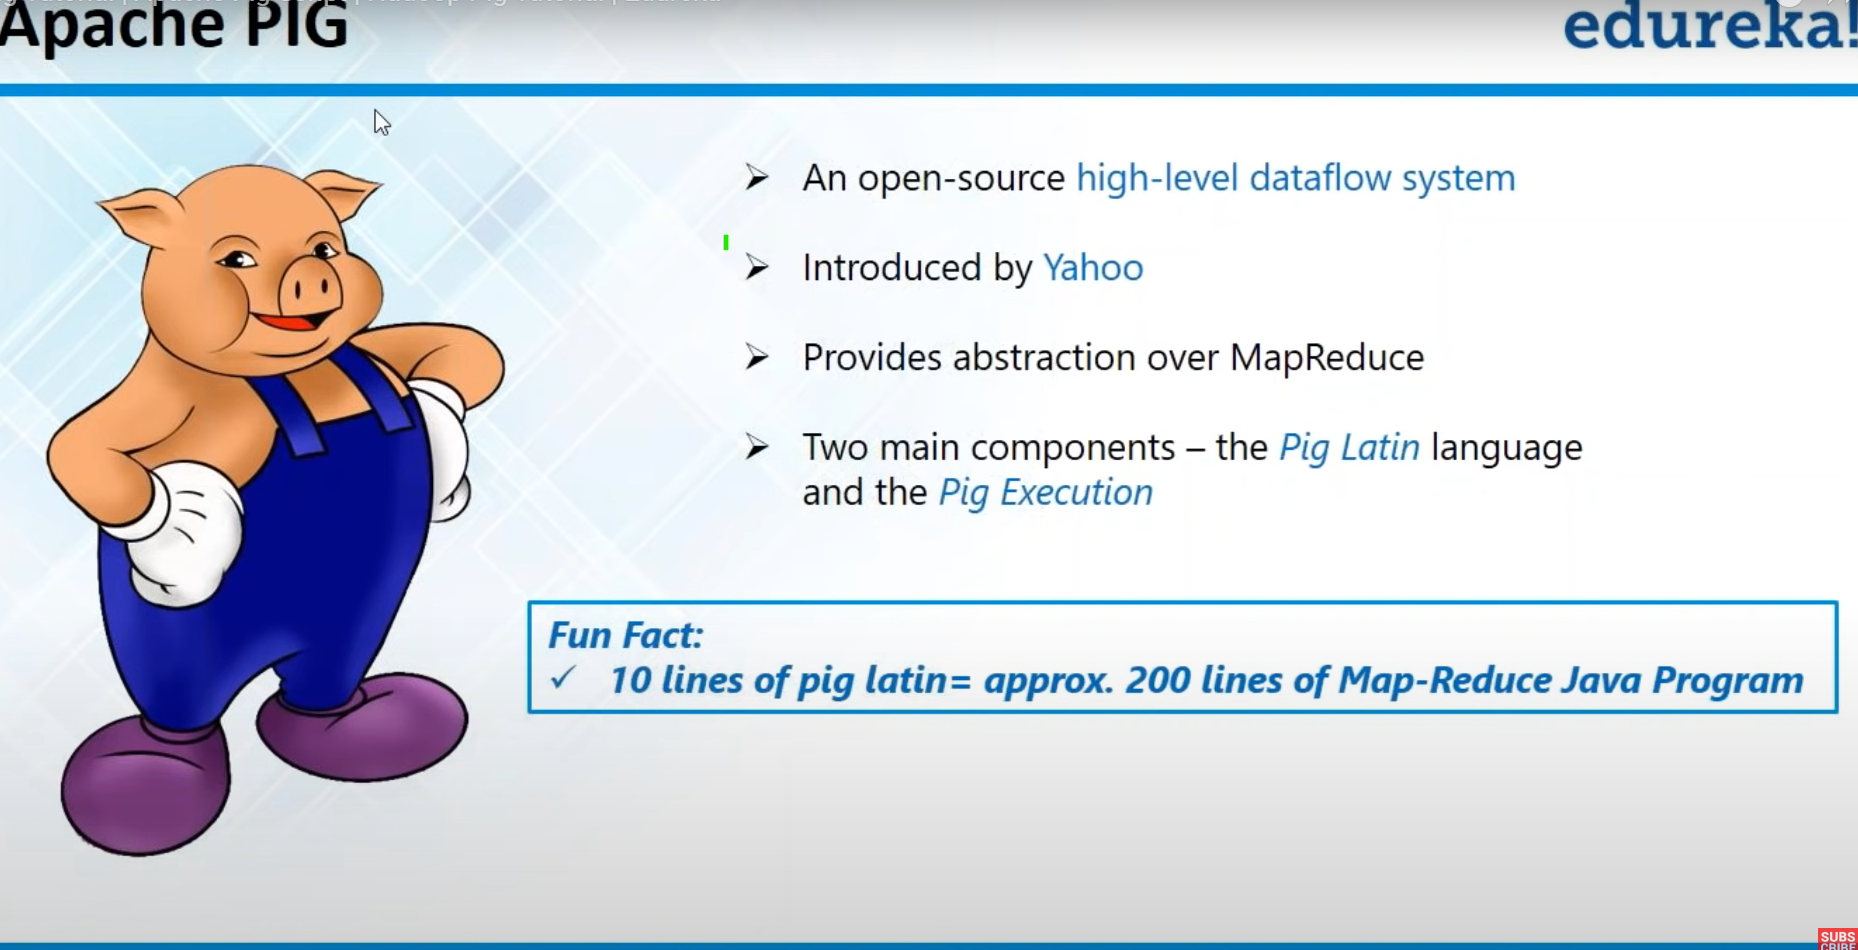 Apache PIG
edureka!
➢ An open-source high-level dataflow system
➢ Introduced by Yahoo
➢ Provides abstraction over MapReduce
➢ Two main components – the Pig Latin language
and the Pig Execution
Fun Fact:
✓ 10 lines of pig latin= approx. 200 lines of Map-Reduce Java Program
SUBS
CRIBE